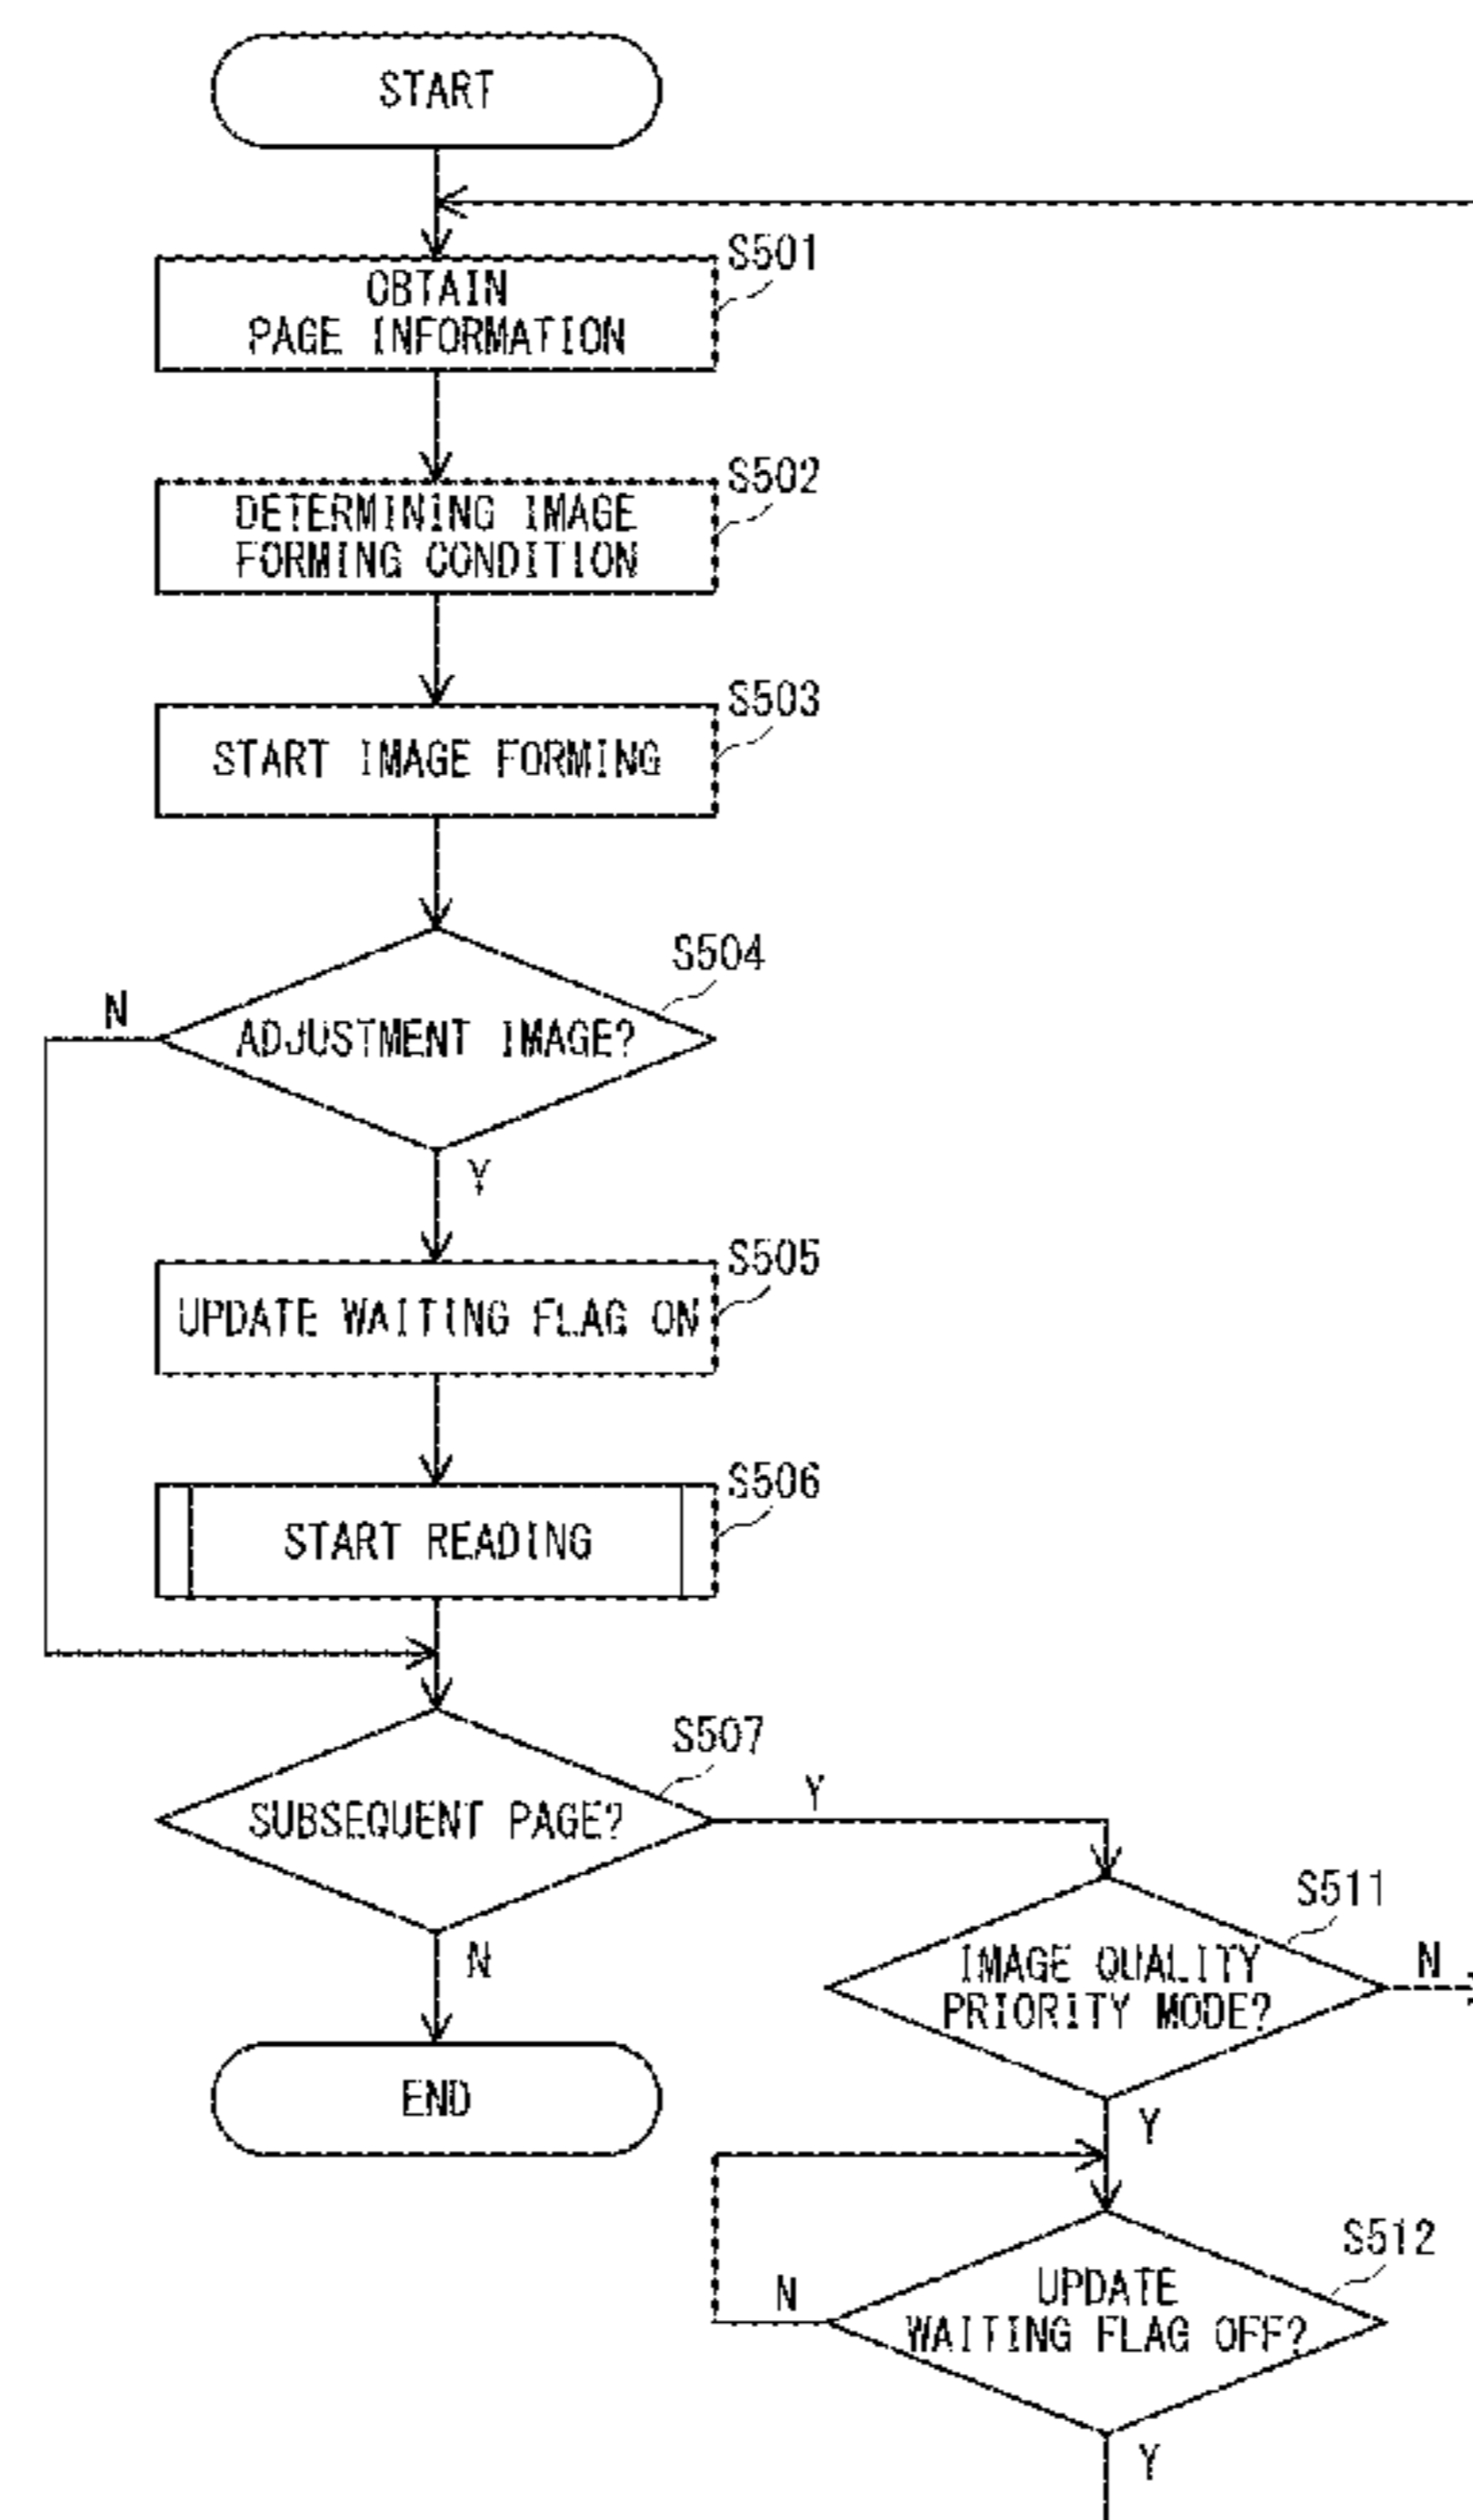 START
S501
OBTAIN
PAGE INFORMATION
S502
DETERMINING IMAGE
FORMING CONDITION
S503
START IMAGE FORMING
S504
N
ADJUSTMENT IMAGE?
Y
S505
UPDATE WAITING FLAG ON
S506
START READING
S507
Y
SUBSEQUENT PAGE?
N
S511
IMAGE QUALITY
PRIORITY MODE?
N
END
Y
S512
N
UPDATE
WAITING FLAG OFF?
Y